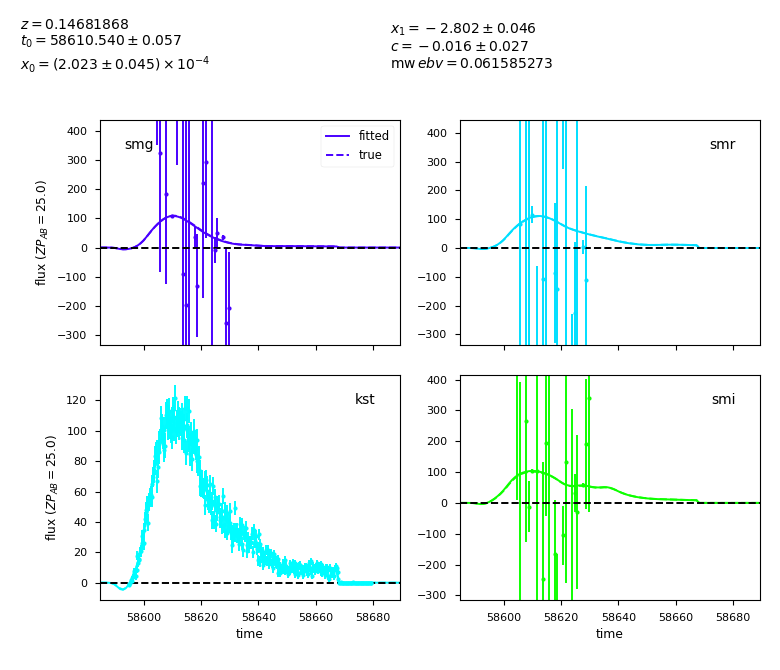 z = 0.14681868
t₀ = 58610.540 ± 0.057
x₀ = (2.023 ± 0.045) × 10⁻⁴
x₁ = −2.802 ± 0.046
c = −0.016 ± 0.027
mw ebv = 0.061585273
smg
fitted
true
400
300
200
100
0
−100
−200
−300
flux (ZP_AB = 25.0)
smr
400
300
200
100
0
−100
−200
−300
kst
120
100
80
60
40
20
0
flux (ZP_AB = 25.0)
58600 58620 58640 58660 58680
time
smi
400
300
200
100
0
−100
−200
−300
58600 58620 58640 58660 58680
time